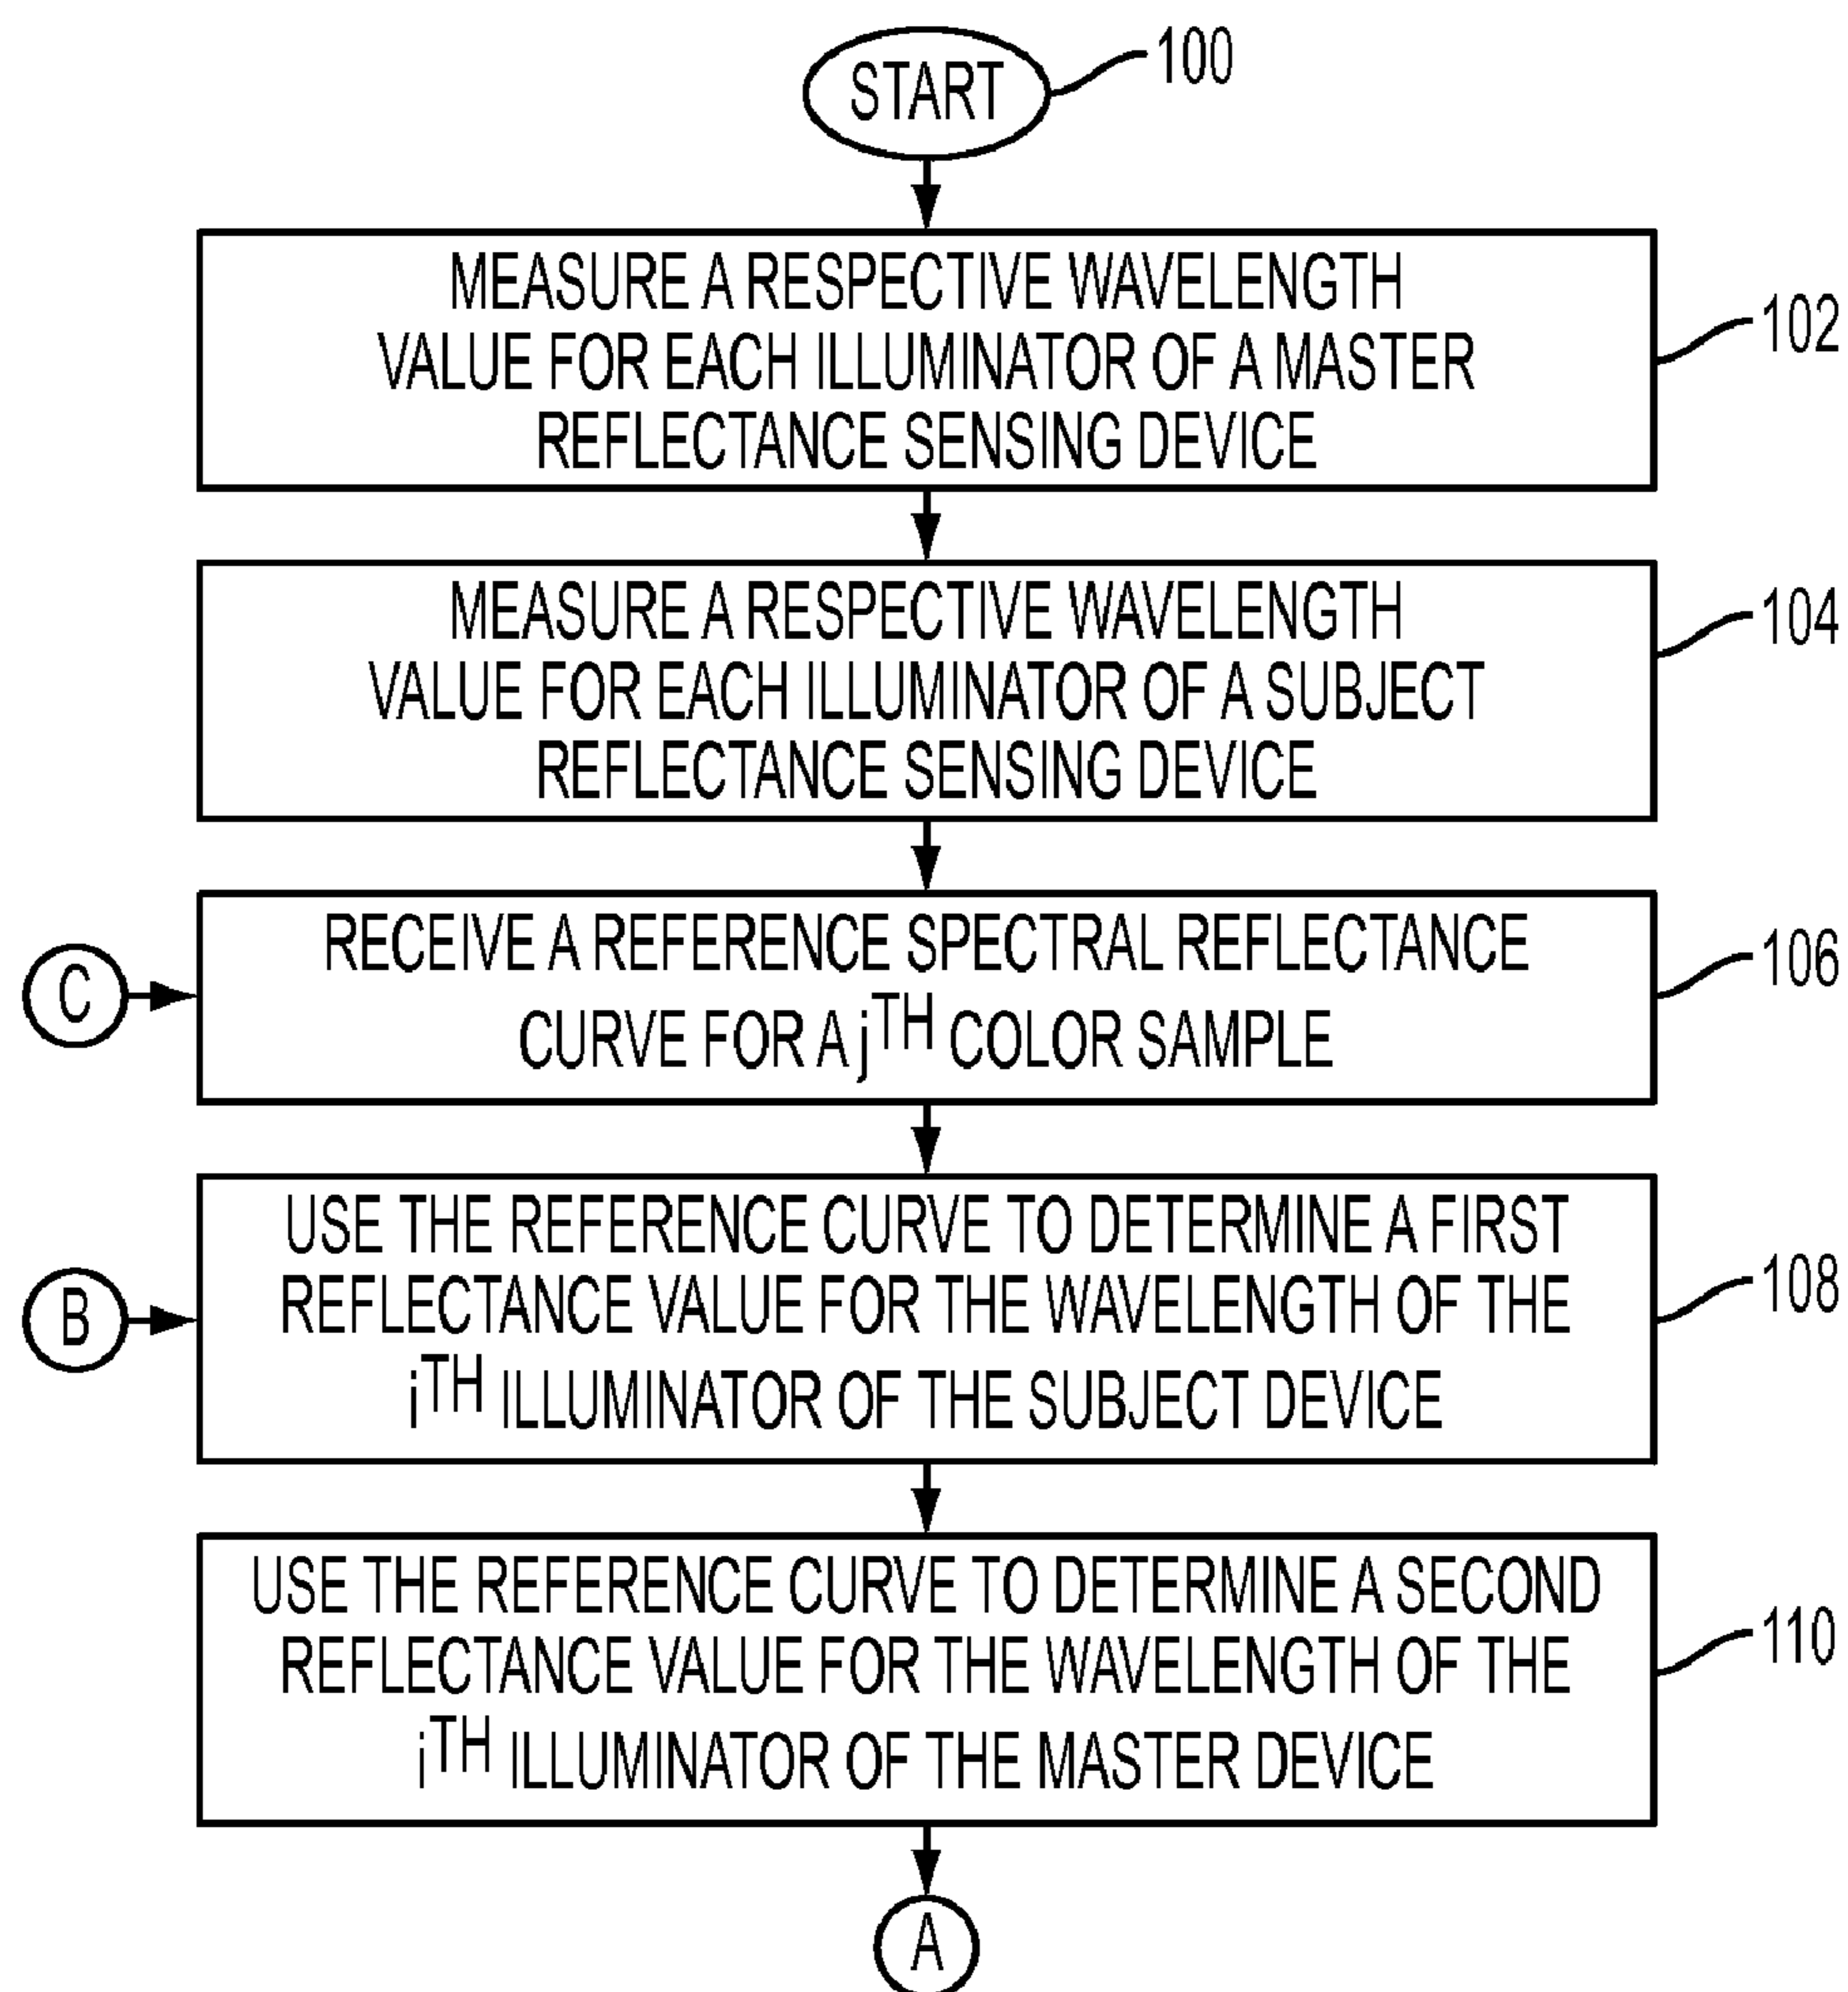 START
100
MEASURE A RESPECTIVE WAVELENGTH
VALUE FOR EACH ILLUMINATOR OF A MASTER
REFLECTANCE SENSING DEVICE
102
MEASURE A RESPECTIVE WAVELENGTH
VALUE FOR EACH ILLUMINATOR OF A SUBJECT
REFLECTANCE SENSING DEVICE
104
C
RECEIVE A REFERENCE SPECTRAL REFLECTANCE
CURVE FOR A jTH COLOR SAMPLE
106
B
USE THE REFERENCE CURVE TO DETERMINE A FIRST
REFLECTANCE VALUE FOR THE WAVELENGTH OF THE
iTH ILLUMINATOR OF THE SUBJECT DEVICE
108
USE THE REFERENCE CURVE TO DETERMINE A SECOND
REFLECTANCE VALUE FOR THE WAVELENGTH OF THE
iTH ILLUMINATOR OF THE MASTER DEVICE
110
A